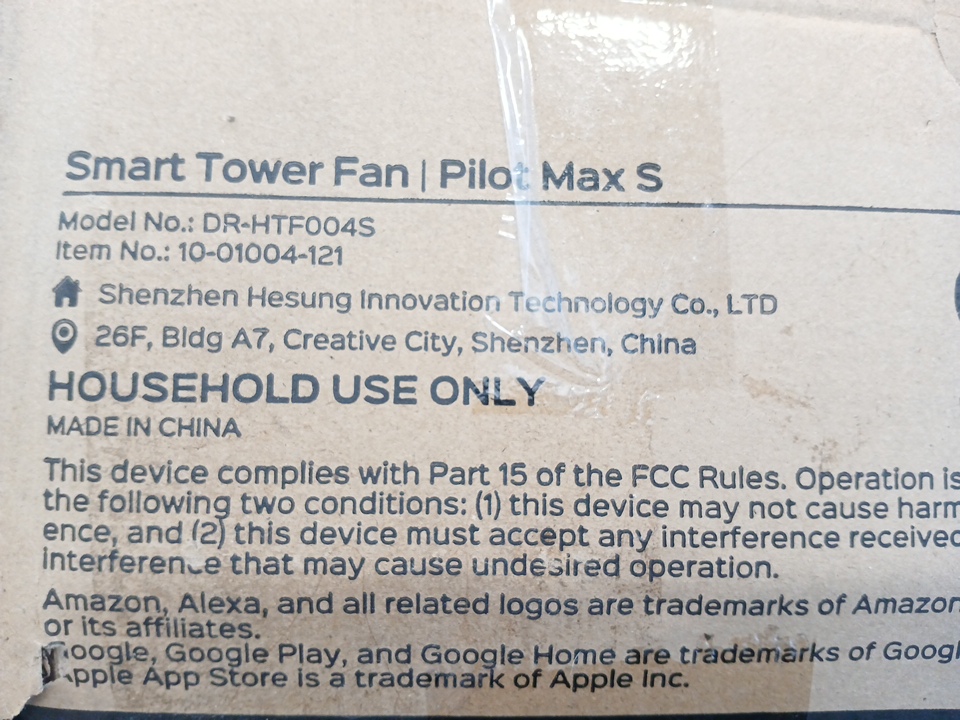 Smart Tower Fan | Pilot Max S
Model No.: DR-HTF004S
Item No.: 10-01004-121
Shenzhen Hesung Innovation Technology Co., LTD
26F, Bldg A7, Creative City, Shenzhen, China
HOUSEHOLD USE ONLY
MADE IN CHINA
This device complies with Part 15 of the FCC Rules. Operation is
the following two conditions: (1) this device may not cause harm
ence, and (2) this device must accept any interference received
interference that may cause undesired operation.
Amazon, Alexa, and all related logos are trademarks of Amazon
or its affiliates.
Google, Google Play, and Google Home are trademarks of Googl
Apple App Store is a trademark of Apple Inc.